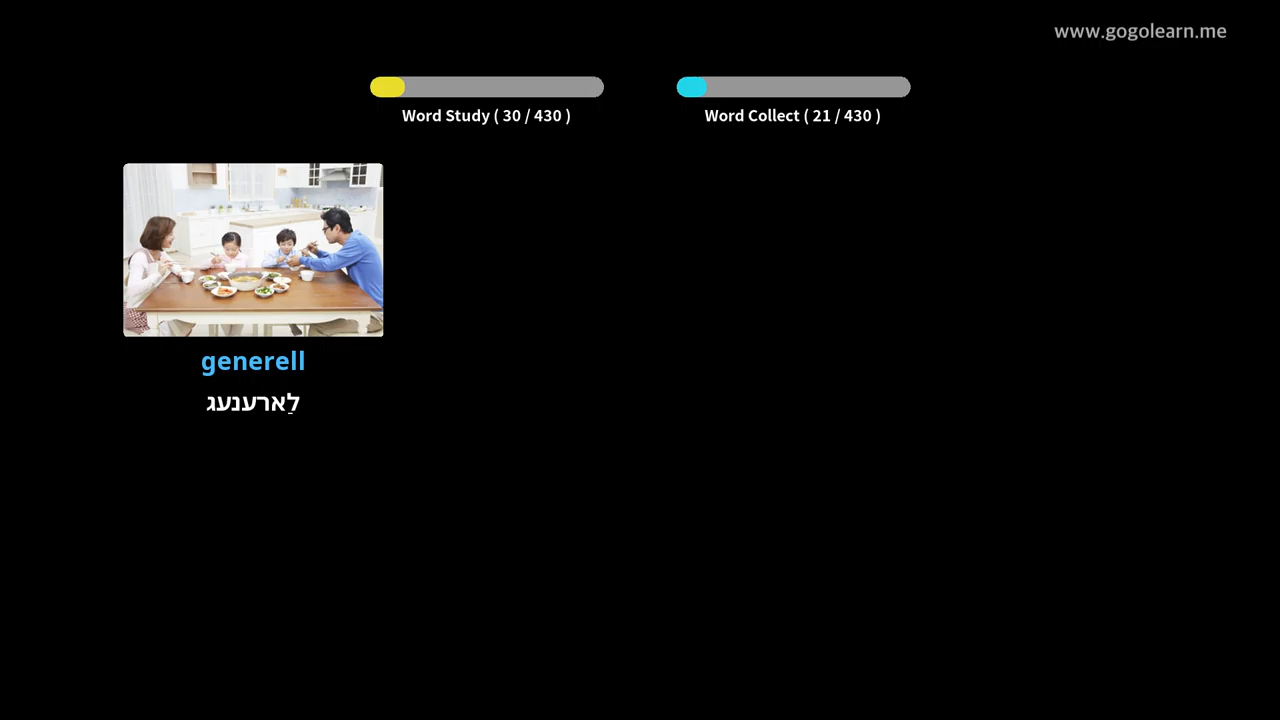 www.gogolearn.me
Word Study ( 30 / 430 )
Word Collect ( 21 / 430 )
generell
לַארענעג